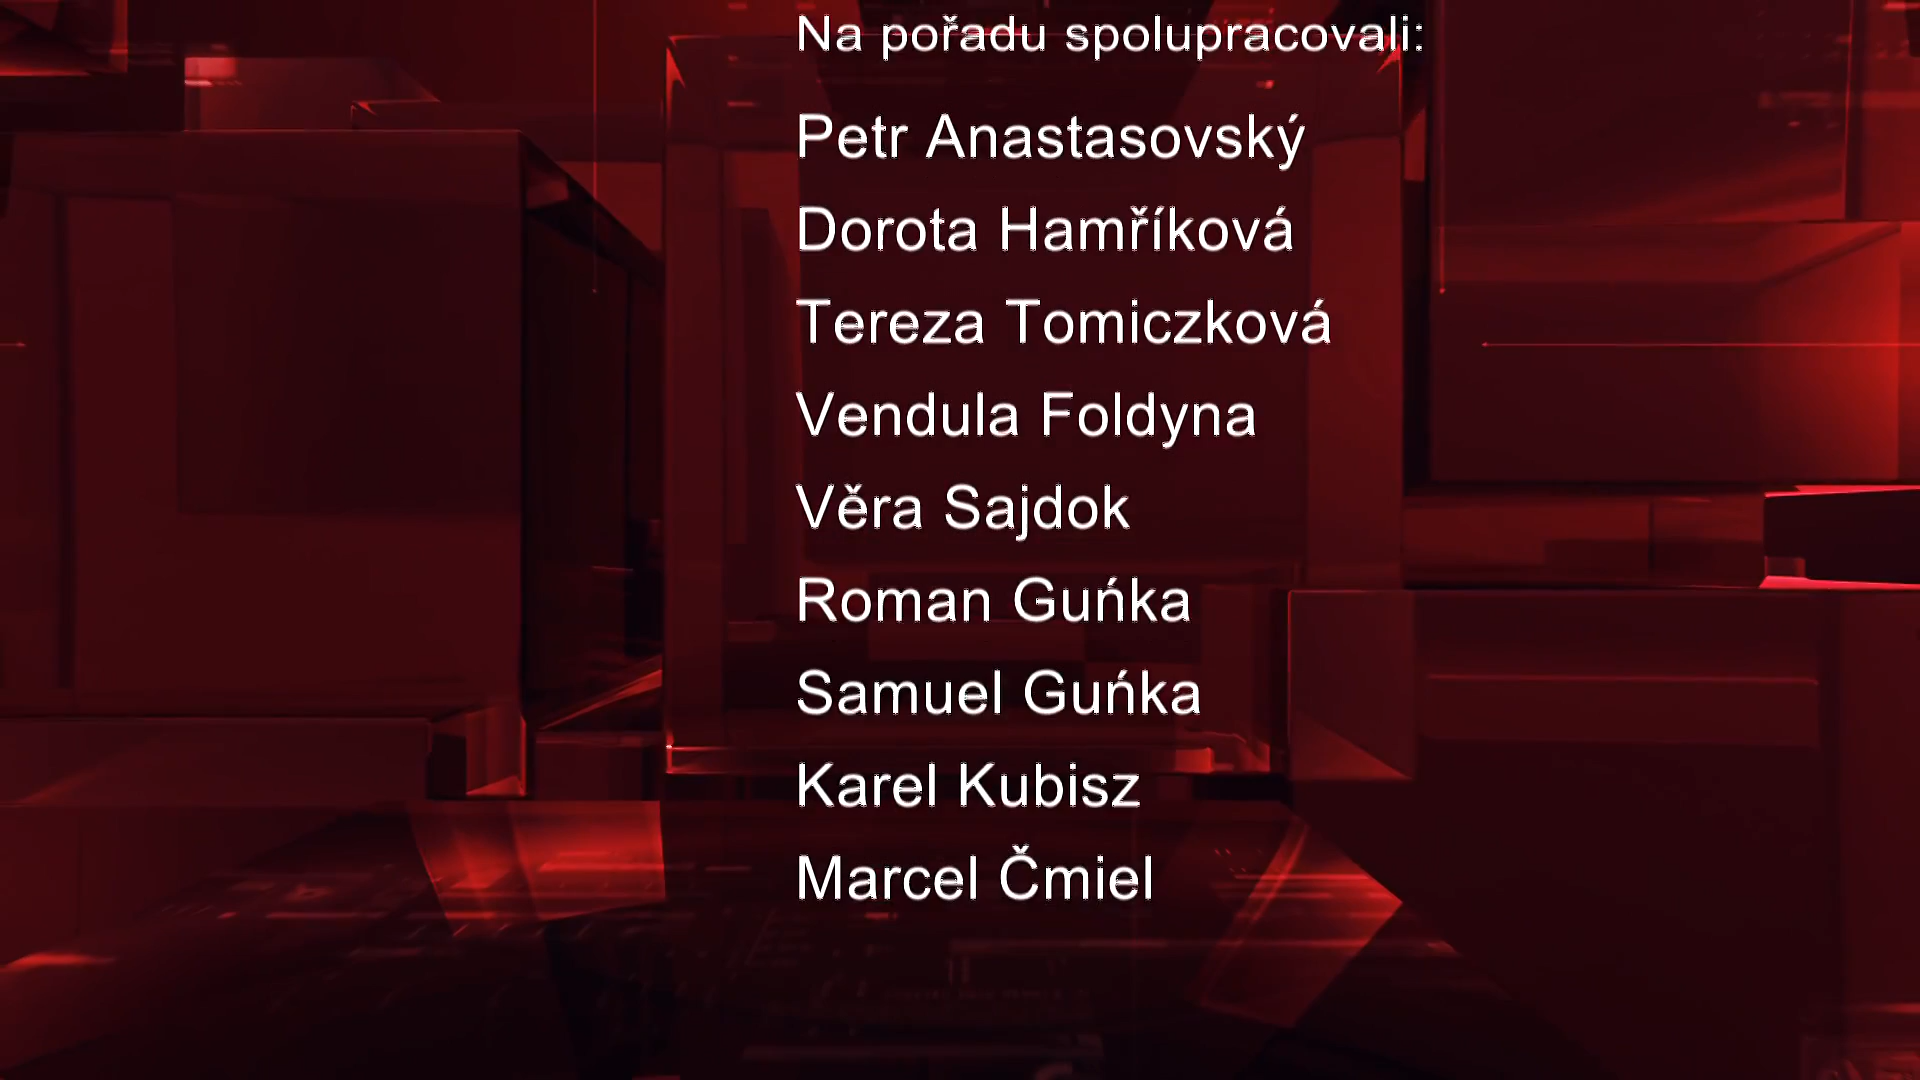 Na pořadu spolupracovali:
Petr Anastasovský
Dorota Hamříková
Tereza Tomiczková
Vendula Foldyna
Věra Sajdok
Roman Guńka
Samuel Guńka
Karel Kubisz
Marcel Čmiel